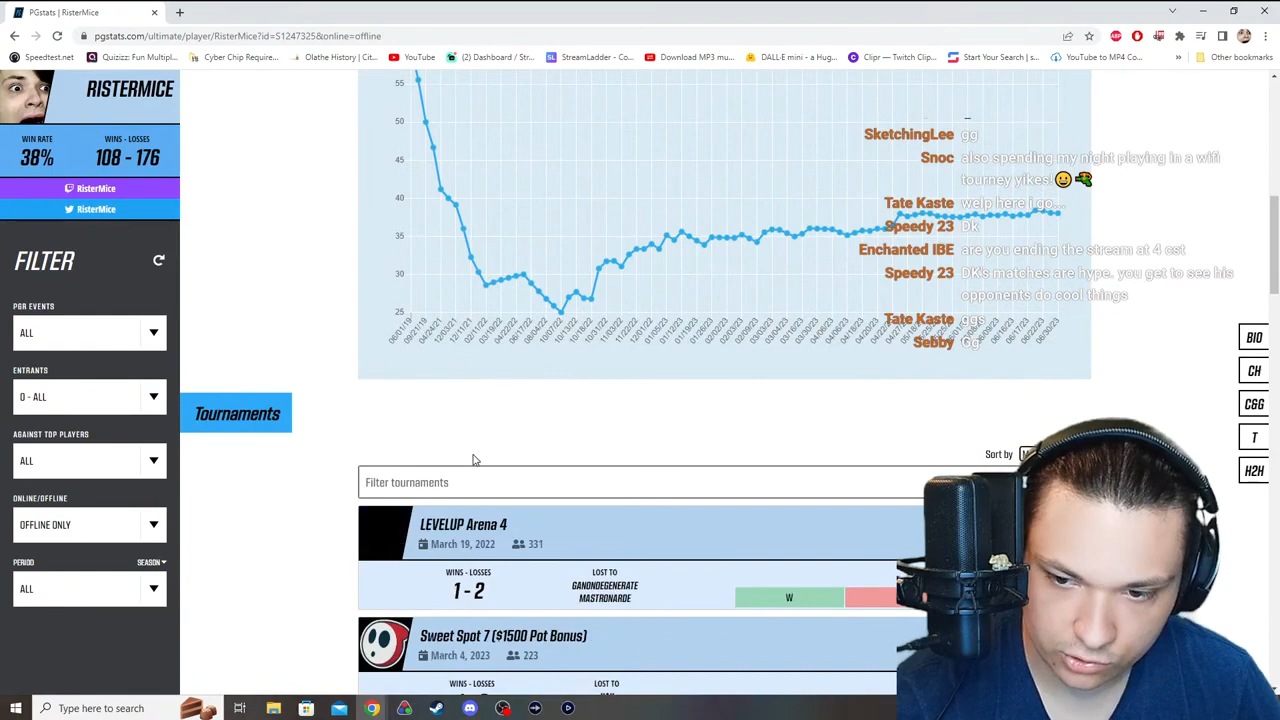 PGstats | RisterMice
pgstats.com/ultimate/player/RisterMice?id=S1247325&online=offline
Speedtest.net
Quizizz: Fun Multipl...
Cyber Chip Require...
Olathe History | Cit...
YouTube
(2) Dashboard / Str...
StreamLadder - Co...
Download MP3 mu...
DALL·E mini - a Hug...
Clipr — Twitch Clip...
Start Your Search | s...
YouTube to MP4 Co...
Other bookmarks
RISTERMICE
WIN RATE
38%
WINS - LOSSES
108 - 176
RisterMice
RisterMice
FILTER
PGR EVENTS
ALL
ENTRANTS
0 - ALL
AGAINST TOP PLAYERS
ALL
ONLINE/OFFLINE
OFFLINE ONLY
PERIOD
SEASON
ALL
55
50
45
40
35
30
25
SketchingLee gg
Snoc also spending my night playing in a wifi
tourney yikes!
Tate Kaste welp here i go...
Speedy 23 Dk
Enchanted IBE are you ending the stream at 4 cst
Speedy 23 DK's matches are hype. you get to see his
opponents do cool things
Tate Kaste ggs
Sebby Gg
BIO
CH
C&G
T
H2H
Tournaments
Sort by
Filter tournaments
LEVELUP Arena 4
March 19, 2022 331
WINS - LOSSES
1 - 2
LOST TO
GANONDEGENERATE
MASTRONARDE
W
Sweet Spot 7 ($1500 Pot Bonus)
March 4, 2023 223
WINS - LOSSES
LOST TO
Type here to search